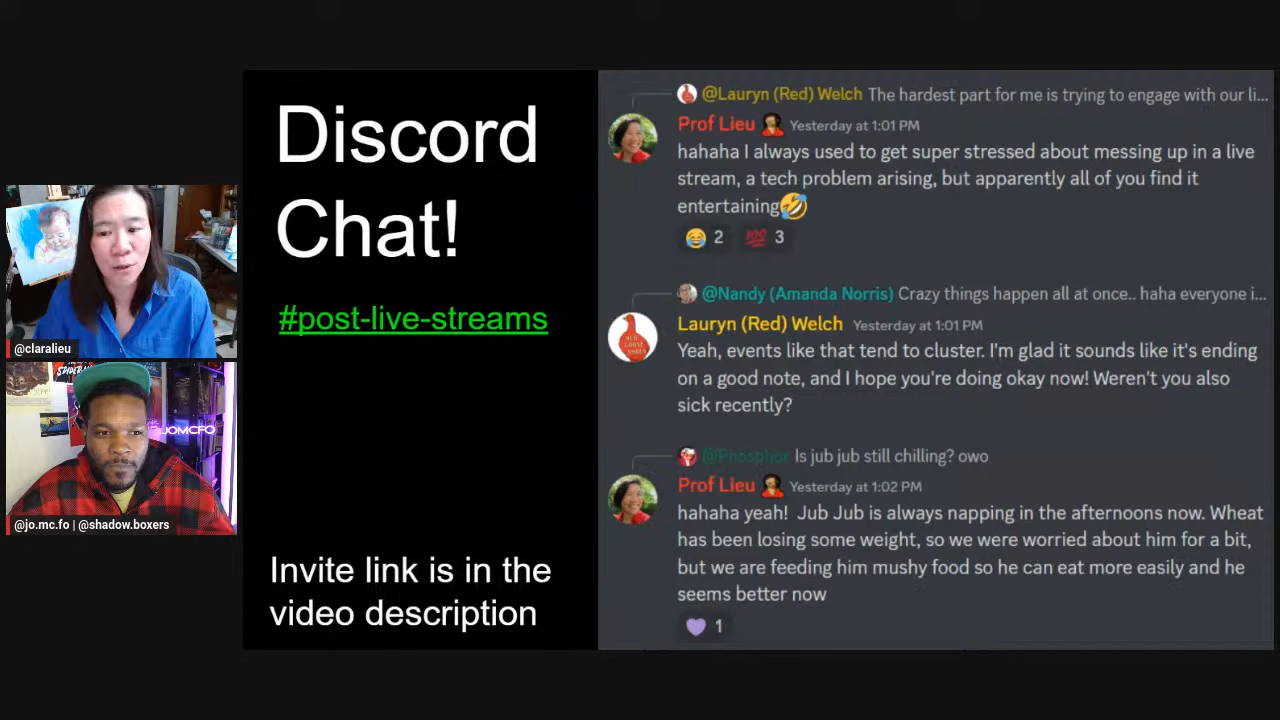 Discord
Chat!
#post-live-streams
Invite link is in the
video description
@claralieu
SPIDER
JOMCFO
@jo.mc.fo | @shadow.boxers
@Lauryn (Red) Welch The hardest part for me is trying to engage with our li...
Prof Lieu Yesterday at 1:01 PM
hahaha I always used to get super stressed about messing up in a live
stream, a tech problem arising, but apparently all of you find it
entertaining🤣
😂 2 💯 3
@Nandy (Amanda Norris) Crazy things happen all at once.. haha everyone i...
Lauryn (Red) Welch Yesterday at 1:01 PM
Yeah, events like that tend to cluster. I'm glad it sounds like it's ending
on a good note, and I hope you're doing okay now! Weren't you also
sick recently?
@Phosphor Is jub jub still chilling? owo
Prof Lieu Yesterday at 1:02 PM
hahaha yeah! Jub Jub is always napping in the afternoons now. Wheat
has been losing some weight, so we were worried about him for a bit,
but we are feeding him mushy food so he can eat more easily and he
seems better now
💜 1